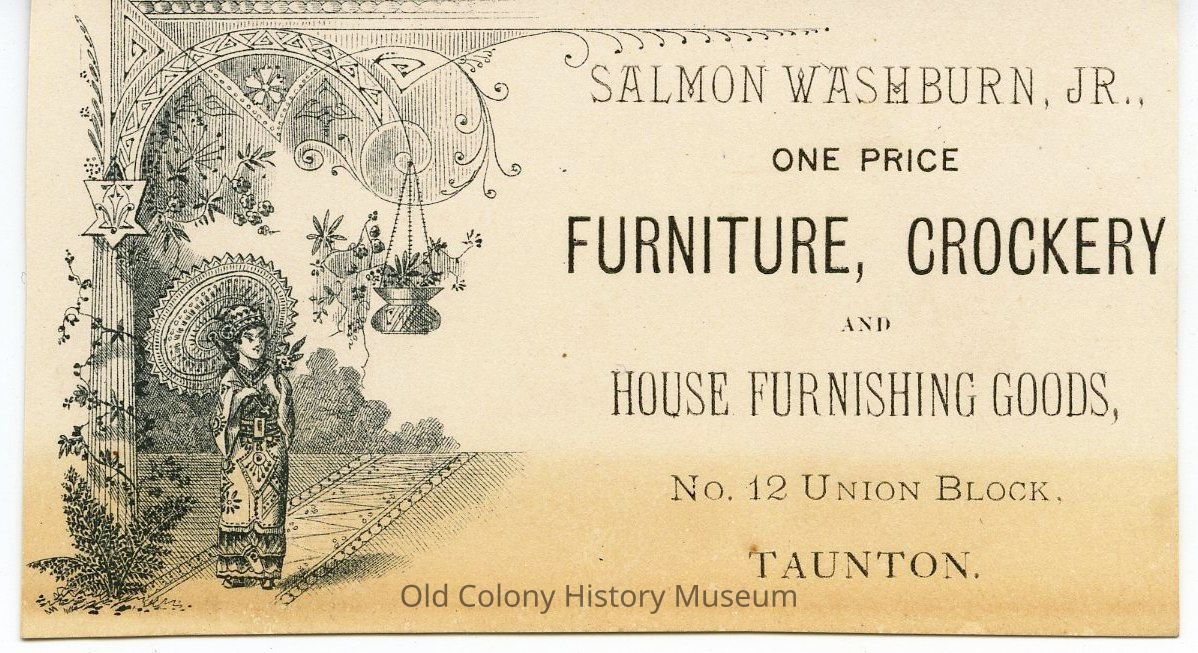 SALMON WASHBURN, JR.,
ONE PRICE
FURNITURE, CROCKERY
AND
HOUSE FURNISHING GOODS,
No. 12 UNION BLOCK,
TAUNTON.
Old Colony History Museum